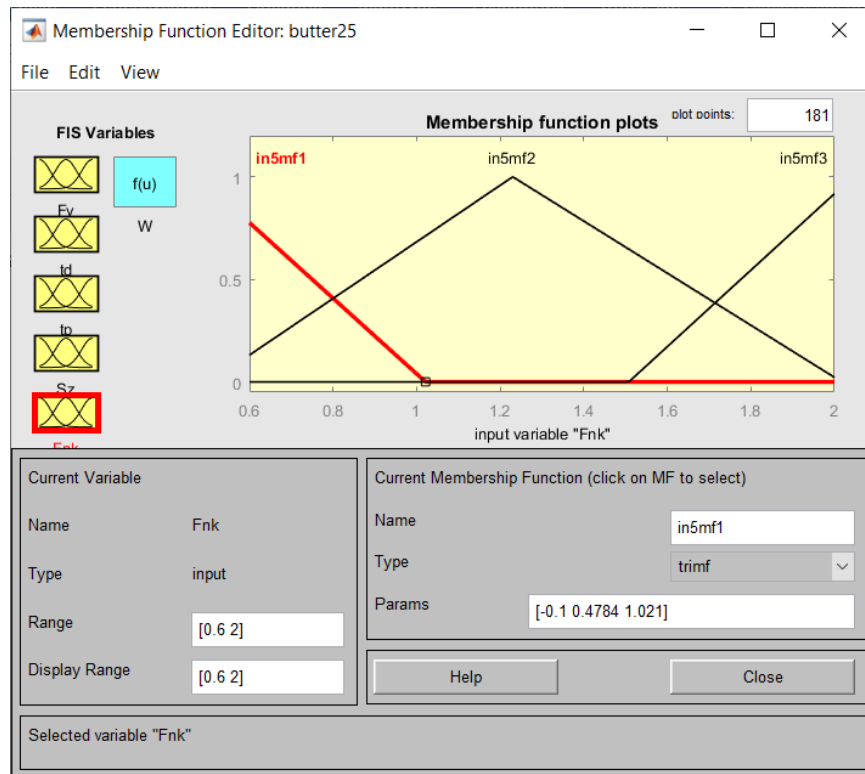 Membership Function Editor: butter25
File Edit View
FIS Variables
Fv
td
tp
Sz
Fnk
f(u)
W
Membership function plots
plot points:
181
in5mf1
in5mf2
in5mf3
1
0.5
0
0.6 0.8 1 1.2 1.4 1.6 1.8 2
input variable "Fnk"
Current Variable
Name Fnk
Type input
Range [0.6 2]
Display Range [0.6 2]
Current Membership Function (click on MF to select)
Name in5mf1
Type trimf
Params [-0.1 0.4784 1.021]
Help Close
Selected variable "Fnk"